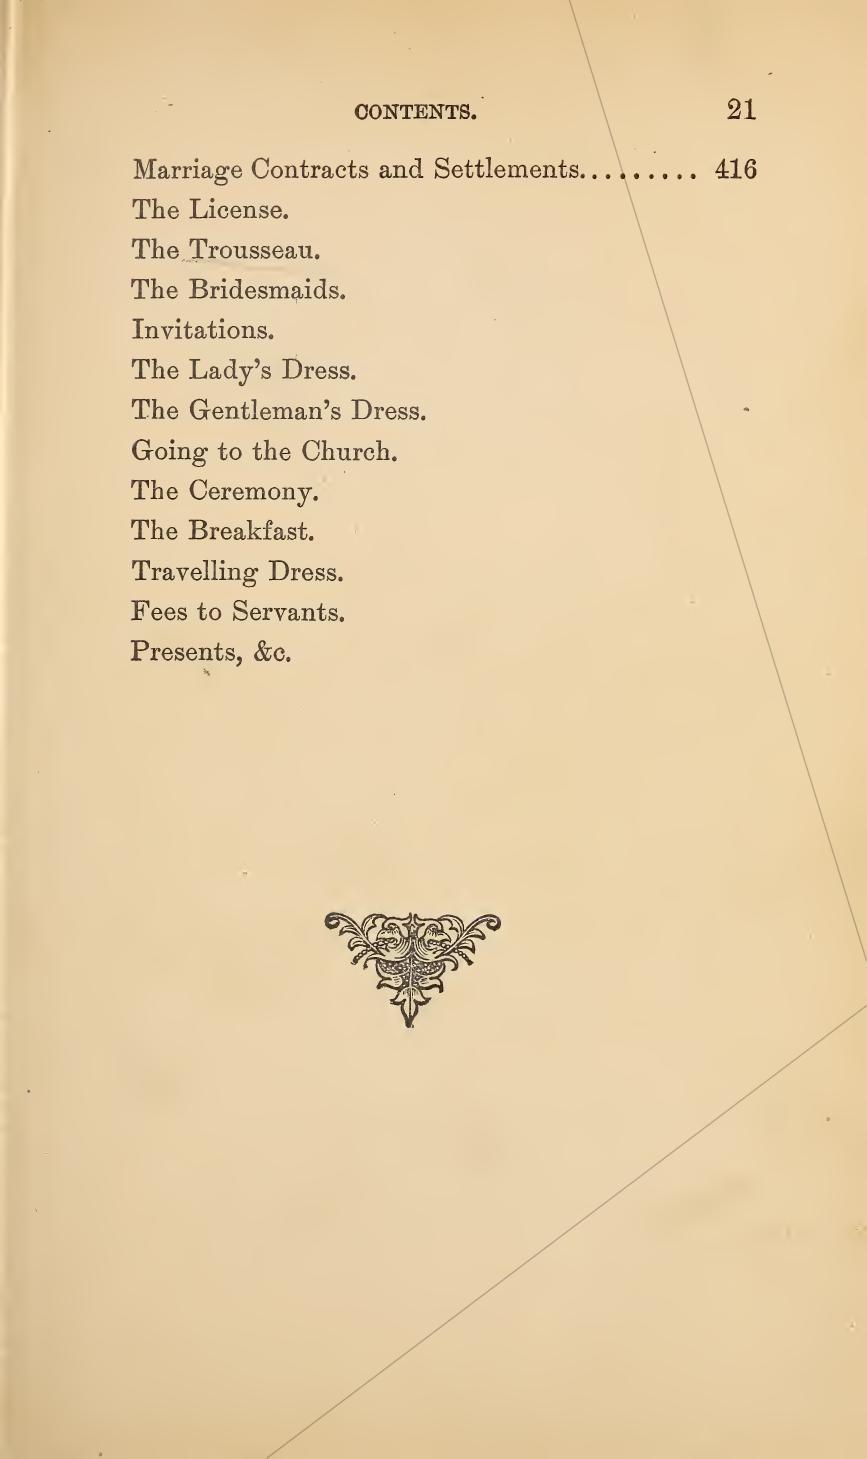 CONTENTS. 21
Marriage Contracts and Settlements......... 416
The License.
The Trousseau.
The Bridesmaids.
Invitations.
The Lady's Dress.
The Gentleman's Dress.
Going to the Church.
The Ceremony.
The Breakfast.
Travelling Dress.
Fees to Servants.
Presents, &c.